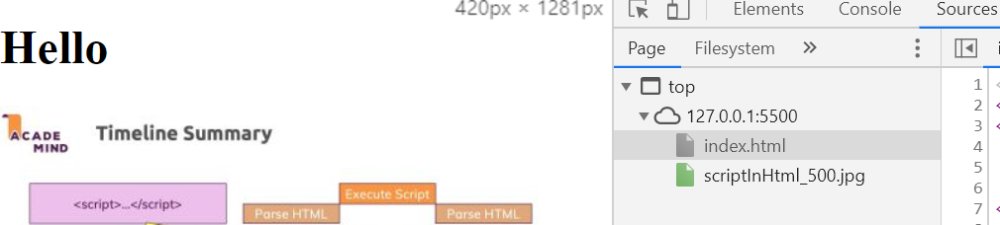 420px × 1281px
Hello
ACADE
MIND
Timeline Summary
<script>...</script>
Execute Script
Parse HTML
Parse HTML
Elements
Console
Sources
Page
Filesystem
top
127.0.0.1:5500
index.html
scriptInHtml_500.jpg
1
2
3
4
5
6
7